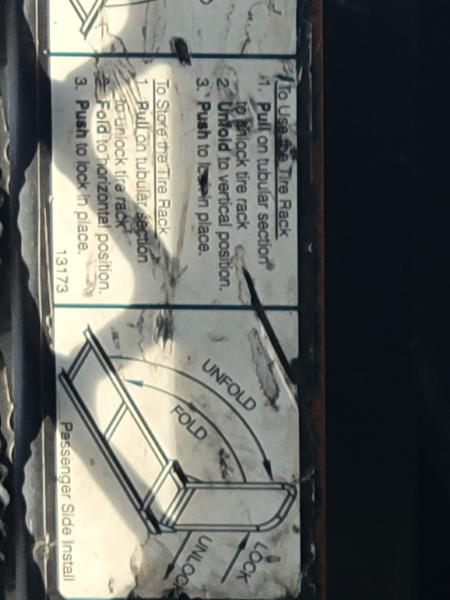 To Use the Tire Rack
1. Pull on tubular section
to unlock tire rack
2. Unfold to vertical position.
3. Push to lock in place.
To Store the Tire Rack
1. Pull on tubular section
to unlock tire rack
2. Fold to horizontal position.
3. Push to lock in place.
13173
UNFOLD
FOLD
LOCK
UNLOCK
Passenger Side Install